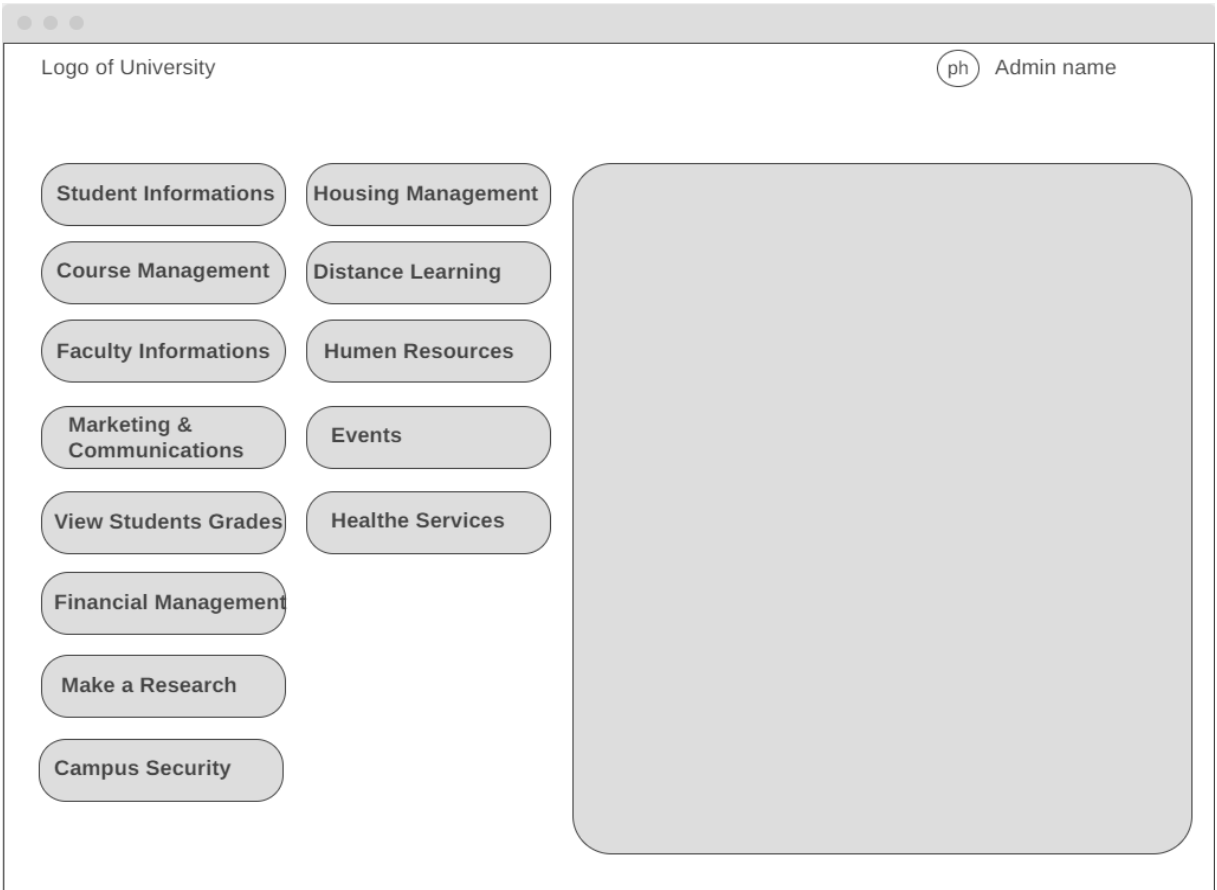 Logo of University
ph
Admin name
Student Informations
Course Management
Faculty Informations
Marketing &
Communications
View Students Grades
Financial Management
Make a Research
Campus Security
Housing Management
Distance Learning
Humen Resources
Events
Healthe Services